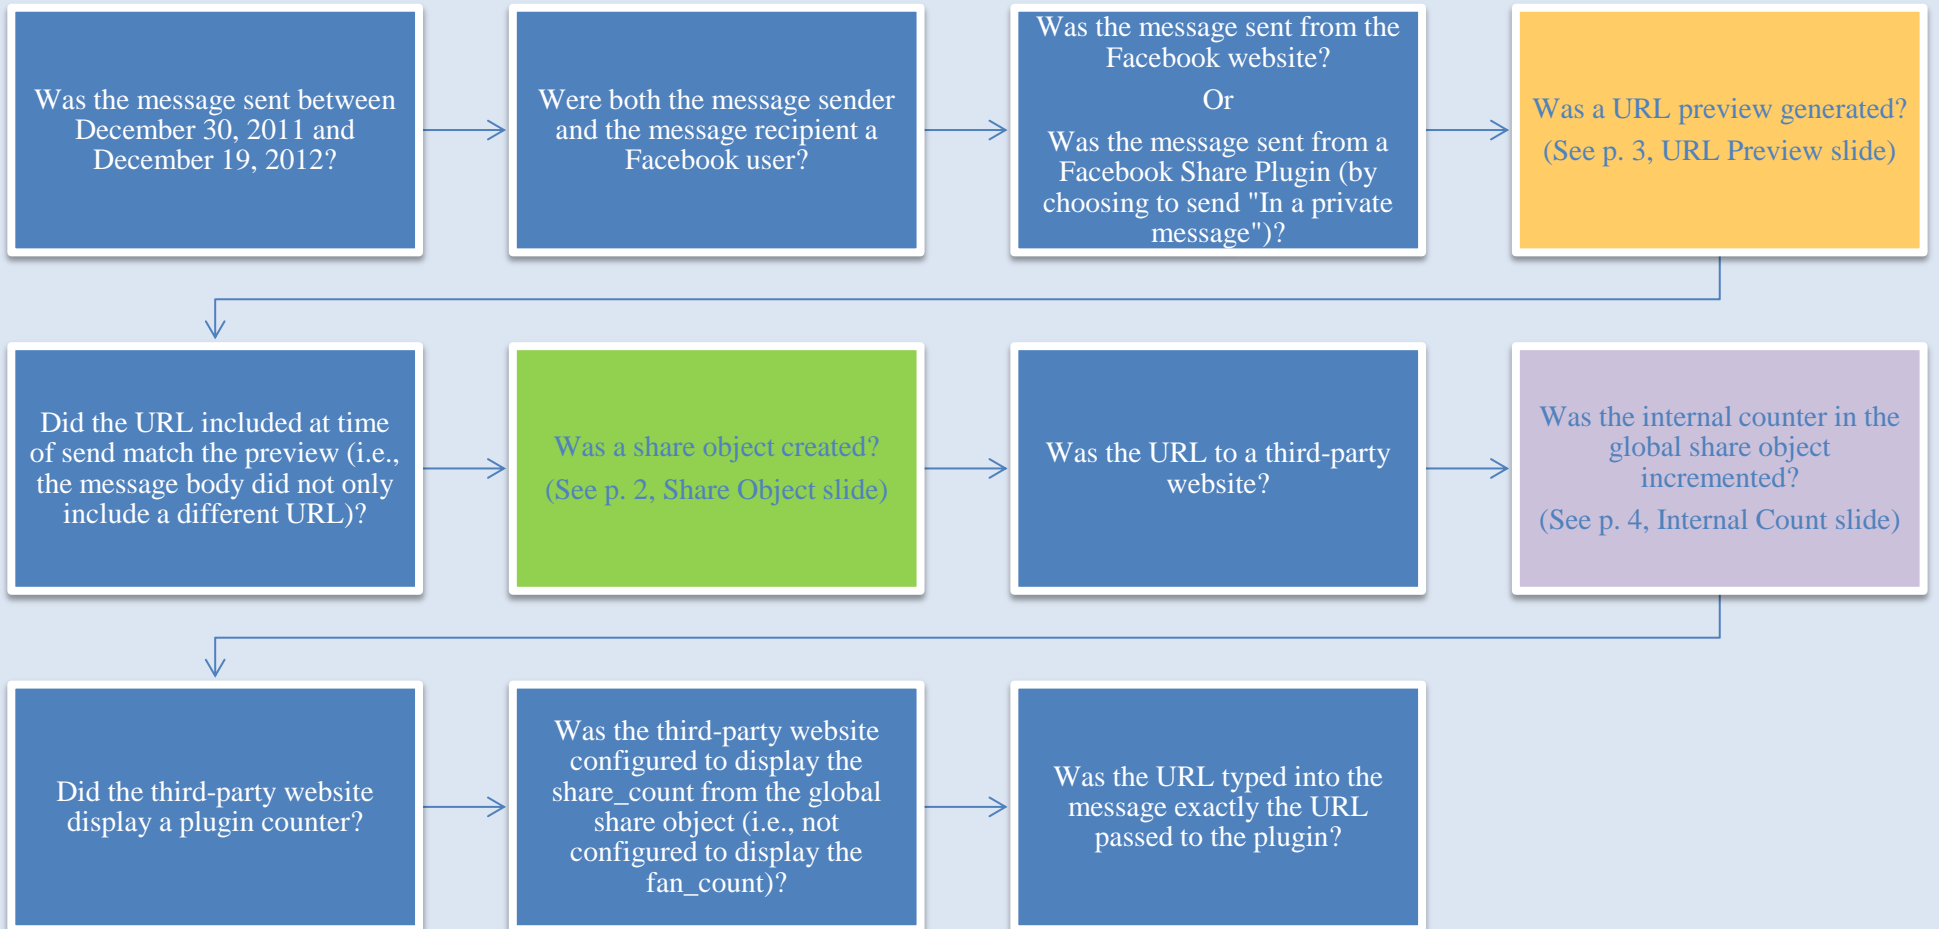 Was the message sent between
December 30, 2011 and
December 19, 2012?
Were both the message sender
and the message recipient a
Facebook user?
Was the message sent from the
Facebook website?
Or
Was the message sent from a
Facebook Share Plugin (by
choosing to send "In a private
message")?
Was a URL preview generated?
(See p. 3, URL Preview slide)
Did the URL included at time
of send match the preview (i.e.,
the message body did not only
include a different URL)?
Was a share object created?
(See p. 2, Share Object slide)
Was the URL to a third-party
website?
Was the internal counter in the
global share object
incremented?
(See p. 4, Internal Count slide)
Did the third-party website
display a plugin counter?
Was the third-party website
configured to display the
share_count from the global
share object (i.e., not
configured to display the
fan_count)?
Was the URL typed into the
message exactly the URL
passed to the plugin?